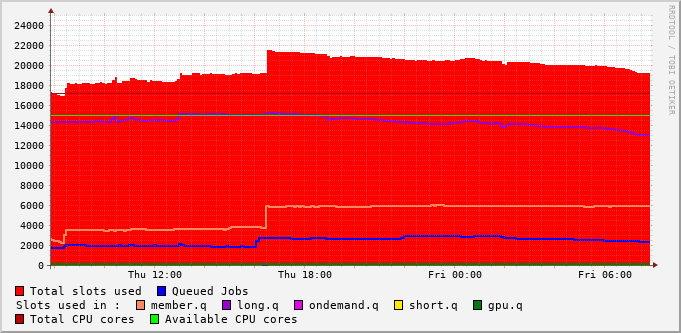 24000
22000
20000
18000
16000
14000
12000
10000
8000
6000
4000
2000
0
Thu 12:00 Thu 18:00 Fri 00:00 Fri 06:00
RRDTOOL / TOBI OETIKER
Total slots used Queued Jobs
Slots used in : member.q long.q ondemand.q short.q gpu.q
Total CPU cores Available CPU cores